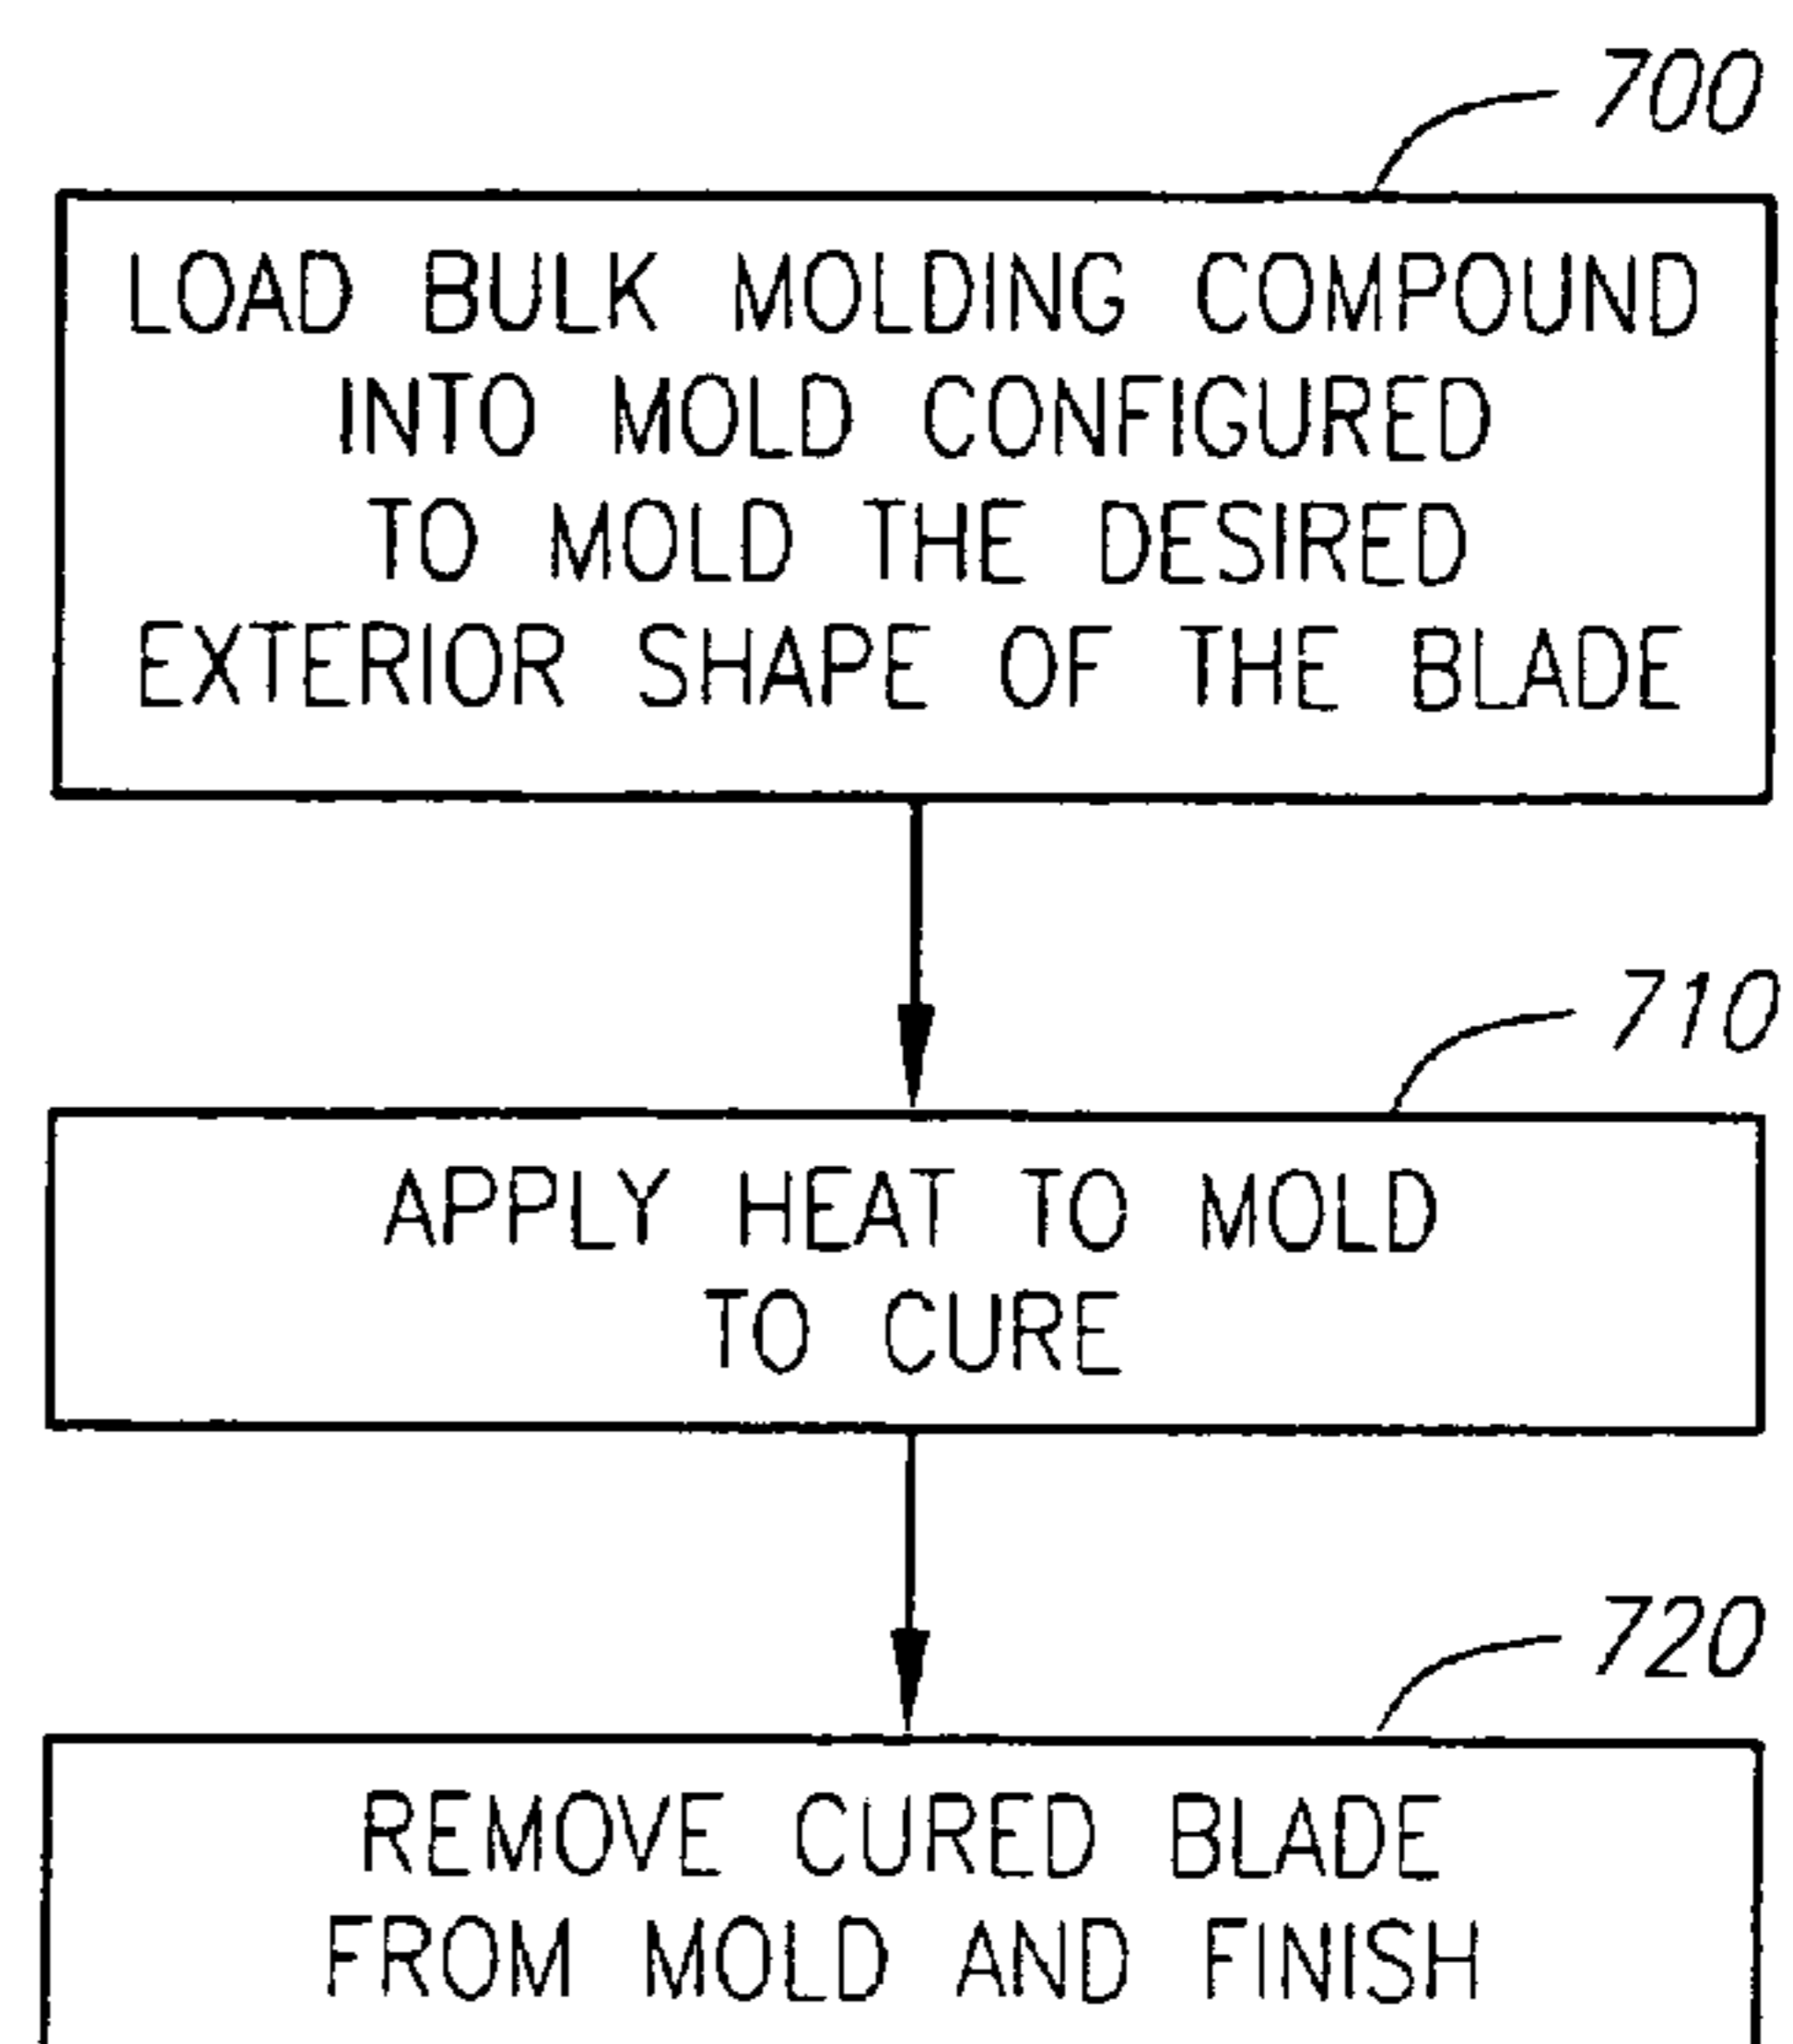 700
LOAD BULK MOLDING COMPOUND
INTO MOLD CONFIGURED
TO MOLD THE DESIRED
EXTERIOR SHAPE OF THE BLADE
710
APPLY HEAT TO MOLD
TO CURE
720
REMOVE CURED BLADE
FROM MOLD AND FINISH